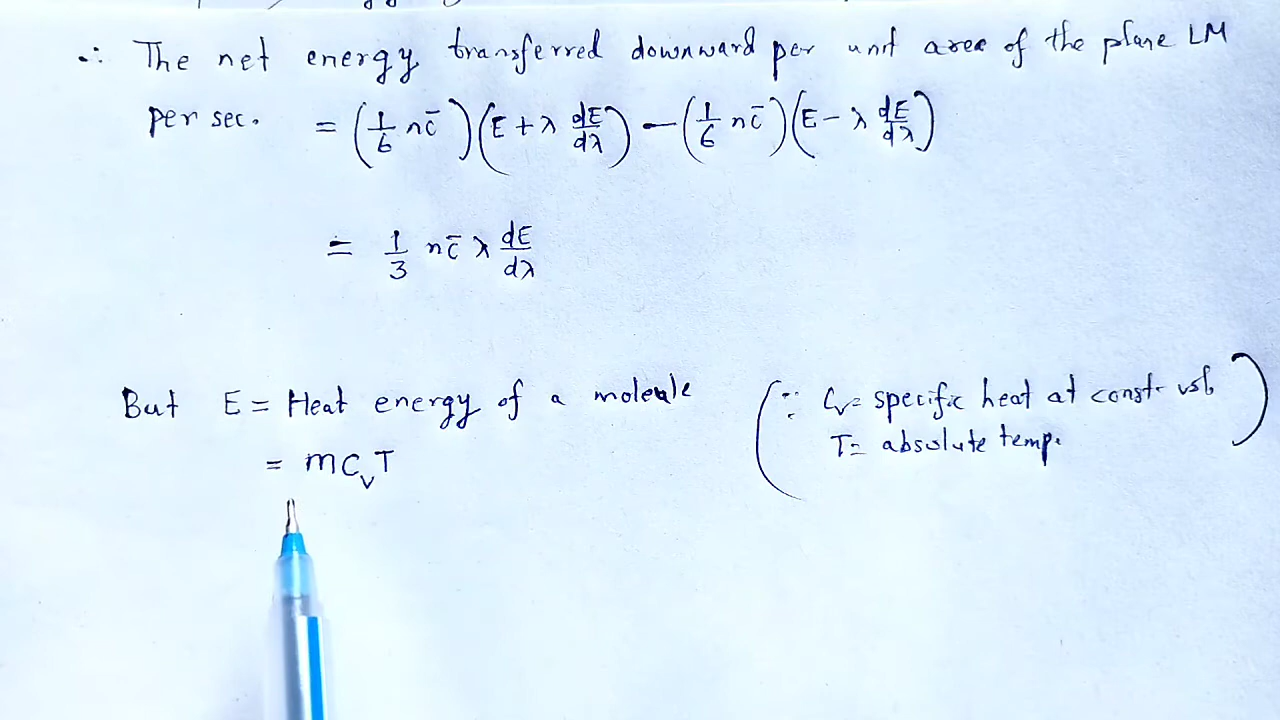 ∴ The net energy transferred downward per unit area of the plane LM
per sec. = (1/6 nc̄)(E + λ dE/dλ) − (1/6 nc̄)(E − λ dE/dλ)
= 1/3 nc̄ λ dE/dλ
But E = Heat energy of a molecule (∵ Cv = specific heat at const. vol.
= mCvT T = absolute temp.)